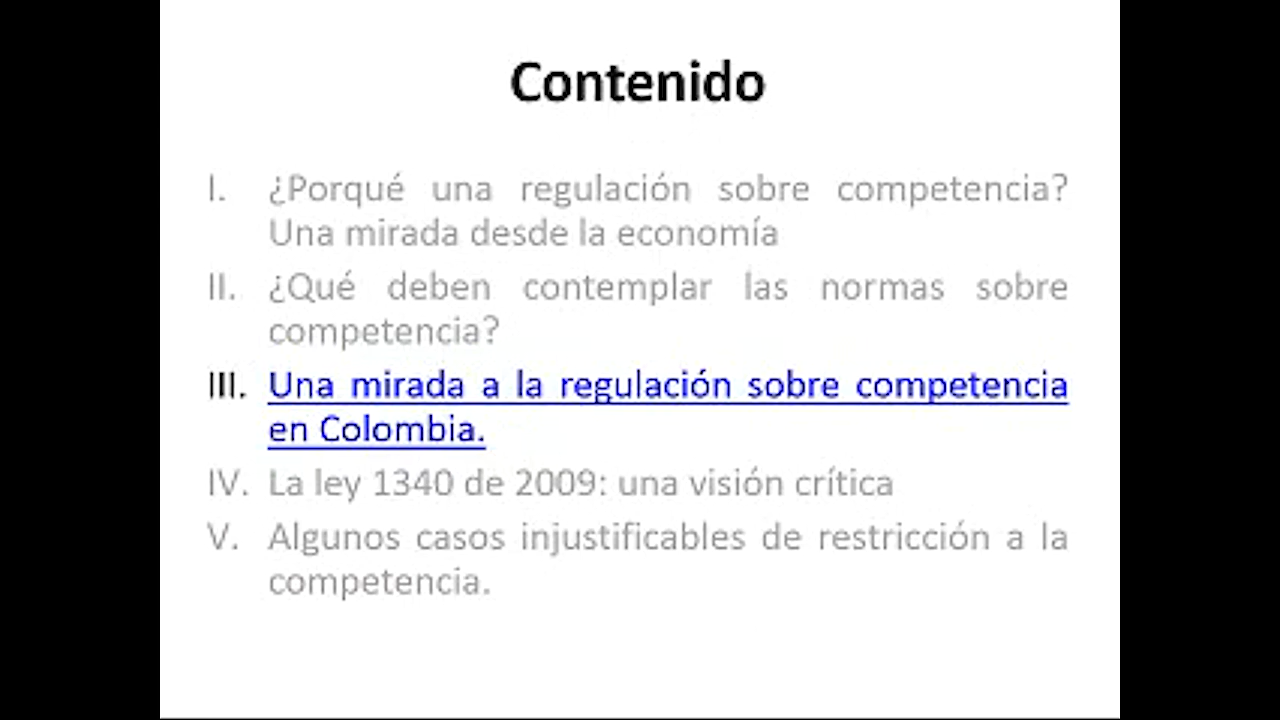 Contenido
I. ¿Porqué una regulación sobre competencia?
Una mirada desde la economía
II. ¿Qué deben contemplar las normas sobre
competencia?
III. Una mirada a la regulación sobre competencia
en Colombia.
IV. La ley 1340 de 2009: una visión crítica
V. Algunos casos injustificables de restricción a la
competencia.